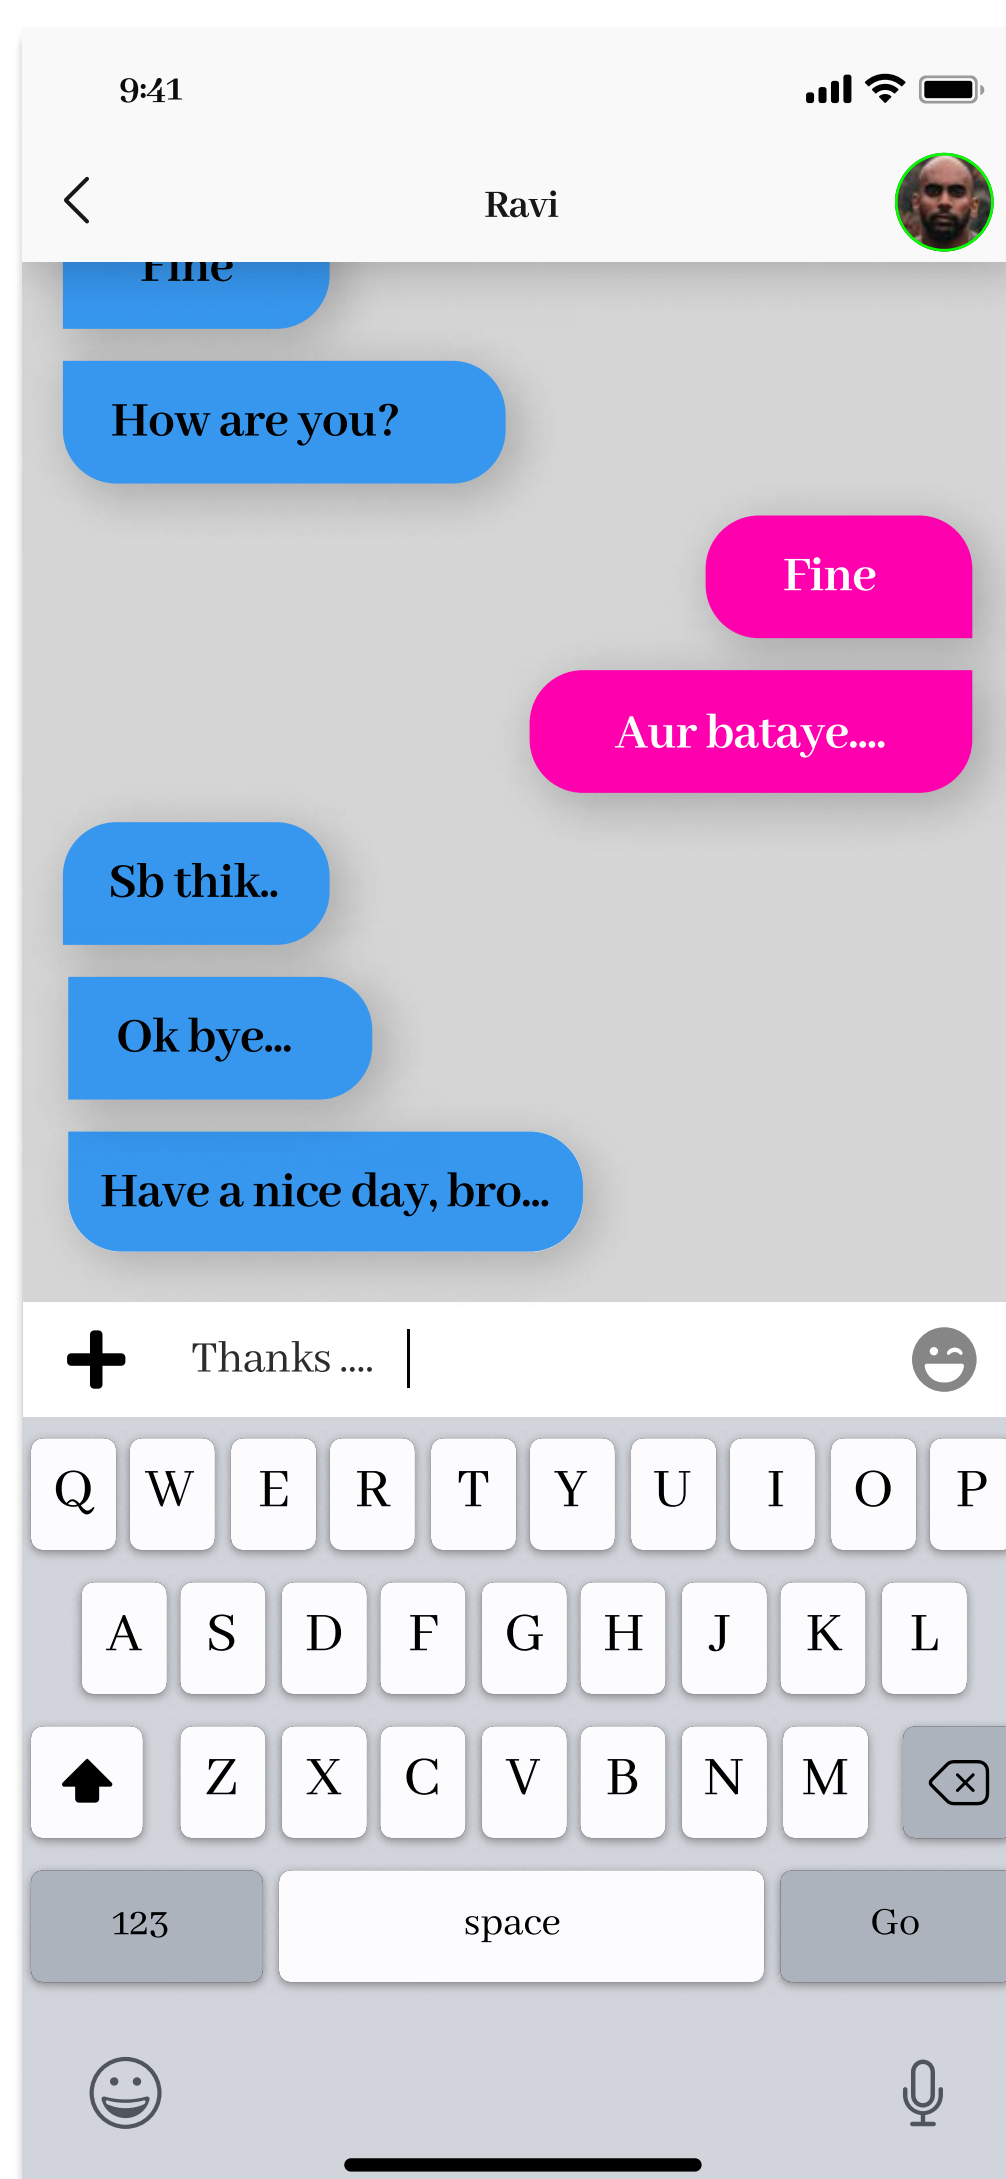 9:41
Ravi
Fine
How are you?
Fine
Aur bataye....
Sb thik..
Ok bye...
Have a nice day, bro...
Thanks ....
Q W E R T Y U I O P
A S D F G H J K L
Z X C V B N M
123 space Go